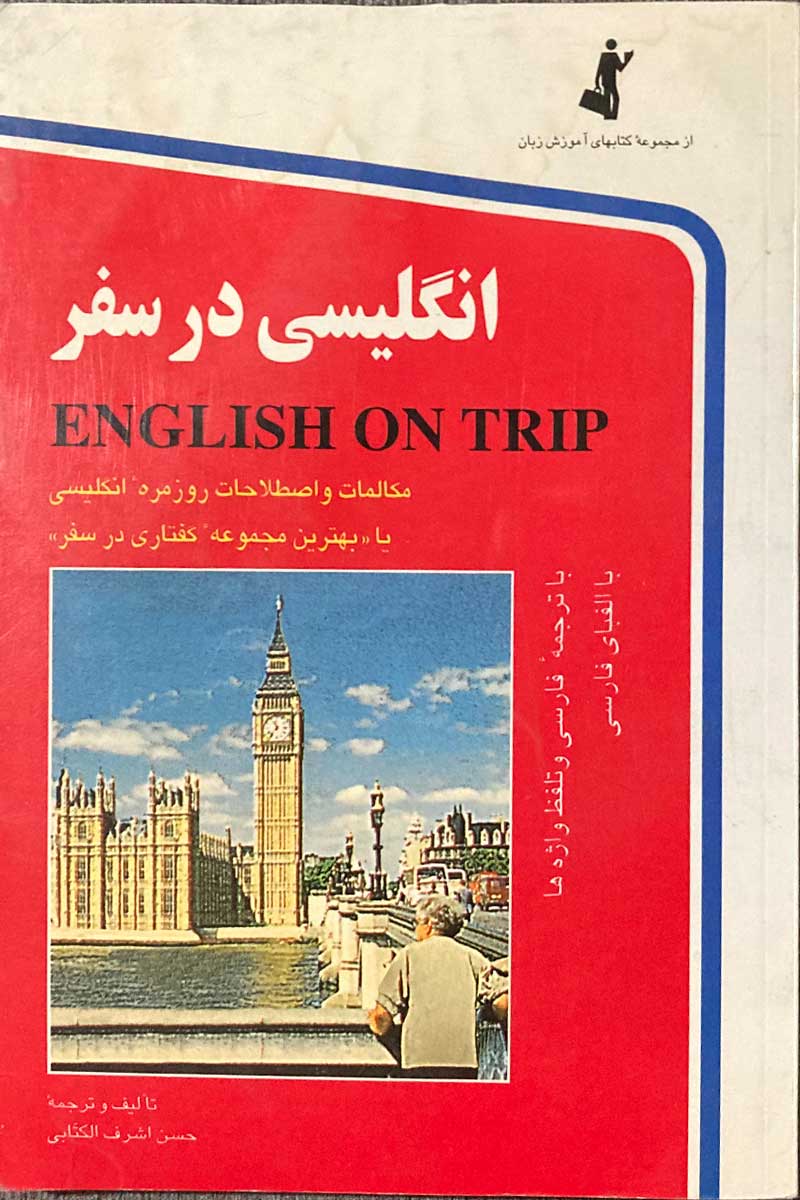 از مجموعهٔ کتابهای آموزش زبان
انگلیسی در سفر
ENGLISH ON TRIP
مکالمات و اصطلاحات روزمرهٔ انگلیسی
یا «بهترین مجموعهٔ گفتاری در سفر»
با ترجمهٔ فارسی و تلفظ واژه‌ها
با الفبای فارسی
تألیف و ترجمهٔ
حسن اشرف الکتابی